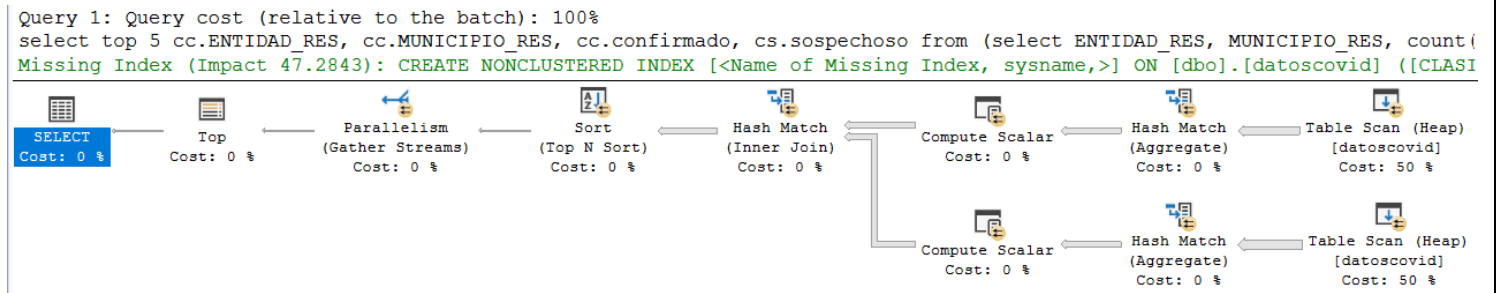 Query 1: Query cost (relative to the batch): 100%
select top 5 cc.ENTIDAD_RES, cc.MUNICIPIO_RES, cc.confirmado, cs.sospechoso from (select ENTIDAD_RES, MUNICIPIO_RES, count(
Missing Index (Impact 47.2843): CREATE NONCLUSTERED INDEX [<Name of Missing Index, sysname,>] ON [dbo].[datoscovid] ([CLASI
SELECT
Cost: 0 %
Top
Cost: 0 %
Parallelism
(Gather Streams)
Cost: 0 %
Sort
(Top N Sort)
Cost: 0 %
Hash Match
(Inner Join)
Cost: 0 %
Compute Scalar
Cost: 0 %
Hash Match
(Aggregate)
Cost: 0 %
Table Scan (Heap)
[datoscovid]
Cost: 50 %
Compute Scalar
Cost: 0 %
Hash Match
(Aggregate)
Cost: 0 %
Table Scan (Heap)
[datoscovid]
Cost: 50 %